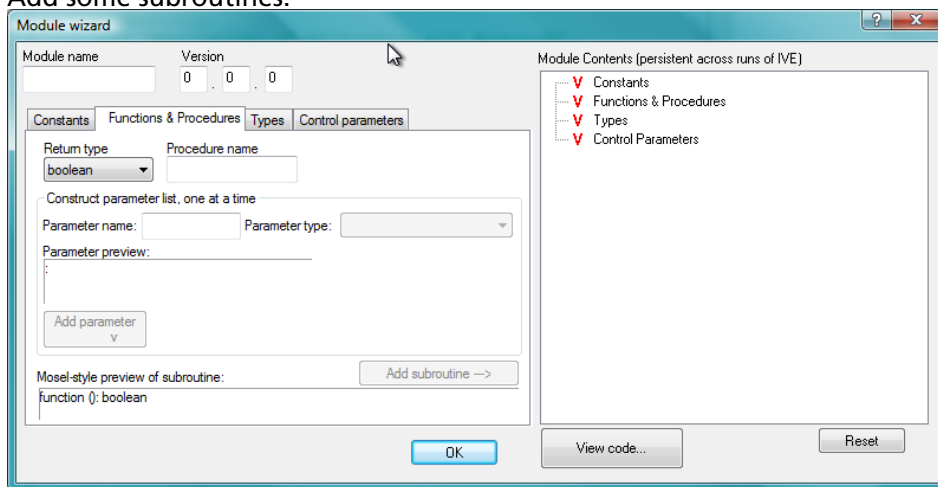 Add some subroutines.
Module wizard
? X
Module name Version
0 . 0 . 0
Module Contents (persistent across runs of IVE)
V Constants
V Functions & Procedures
V Types
V Control Parameters
Constants Functions & Procedures Types Control parameters
Return type Procedure name
boolean
Construct parameter list, one at a time
Parameter name: Parameter type:
Parameter preview:
:
Add parameter
v
Add subroutine --->
Mosel-style preview of subroutine:
function (): boolean
OK
View code...
Reset